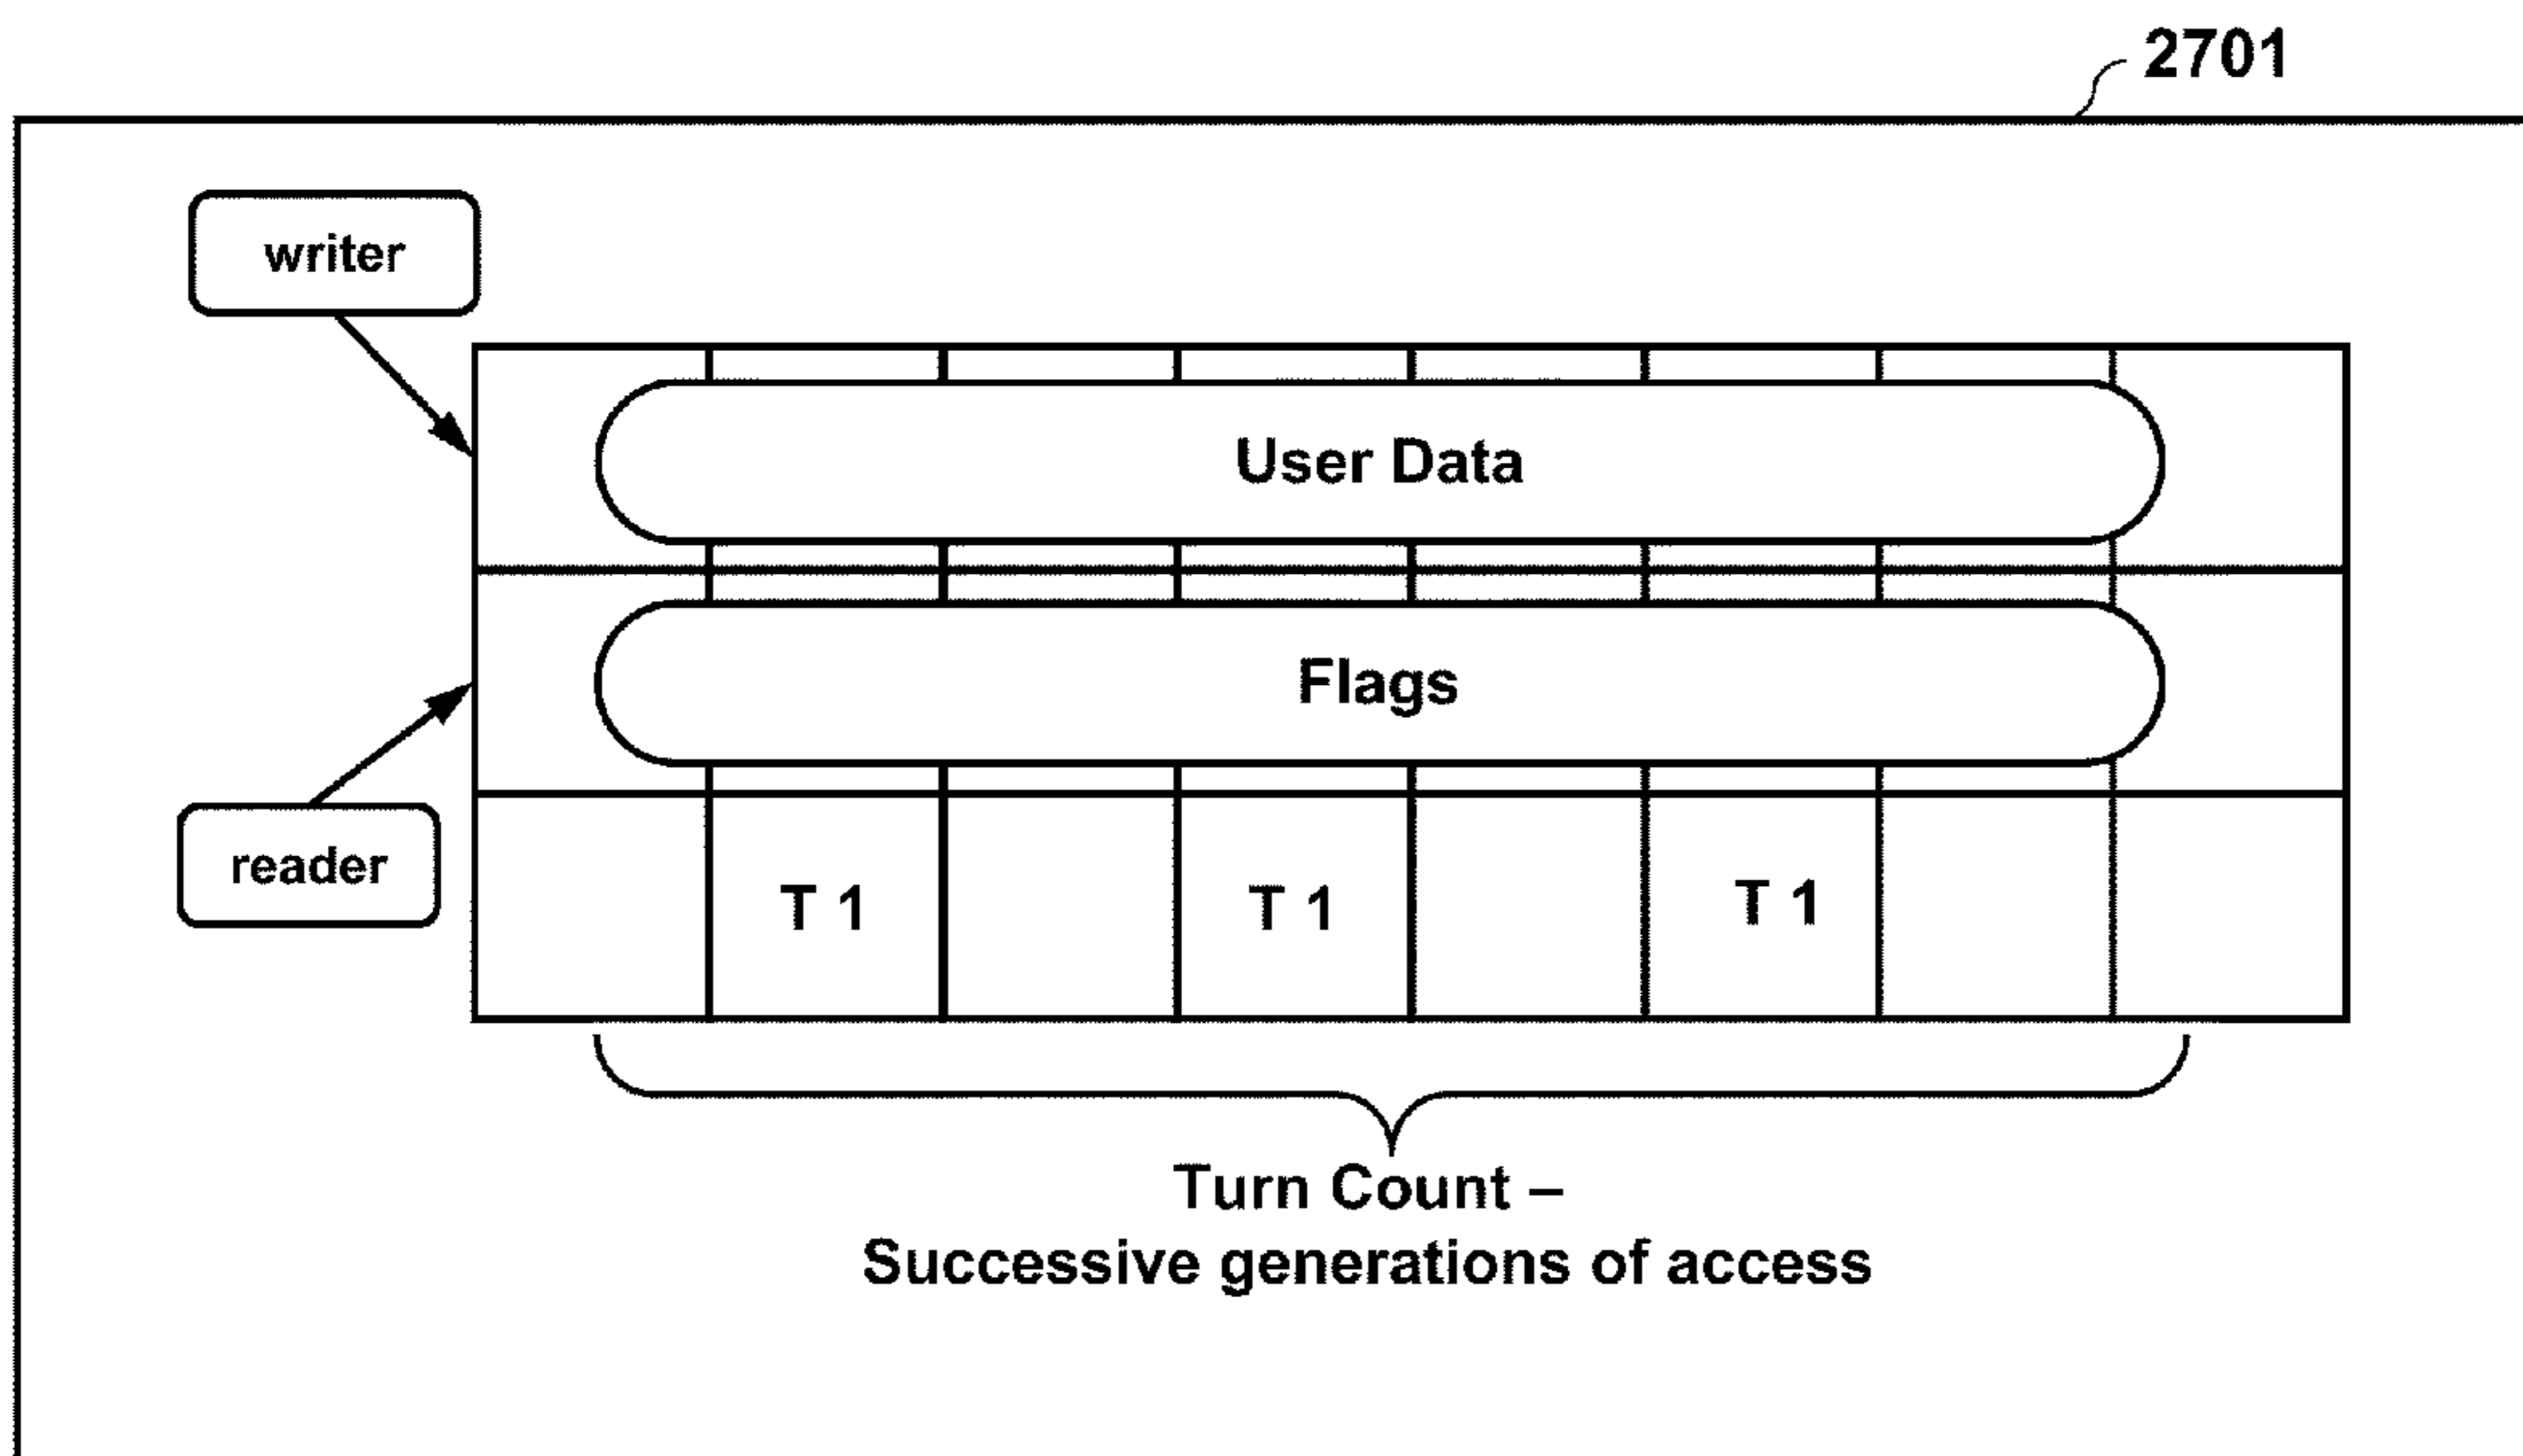 2701
writer
User Data
Flags
reader
T 1 T 1 T 1
Turn Count –
Successive generations of access